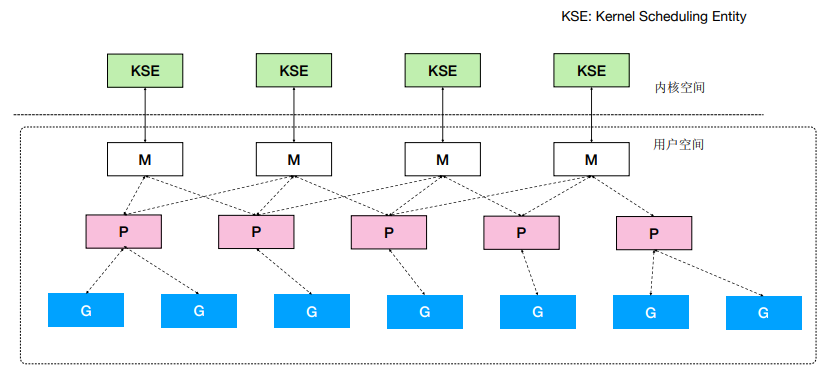 KSE: Kernel Scheduling Entity
KSE KSE KSE KSE
内核空间
用户空间
M M M M
P P P P P
G G G G G G G